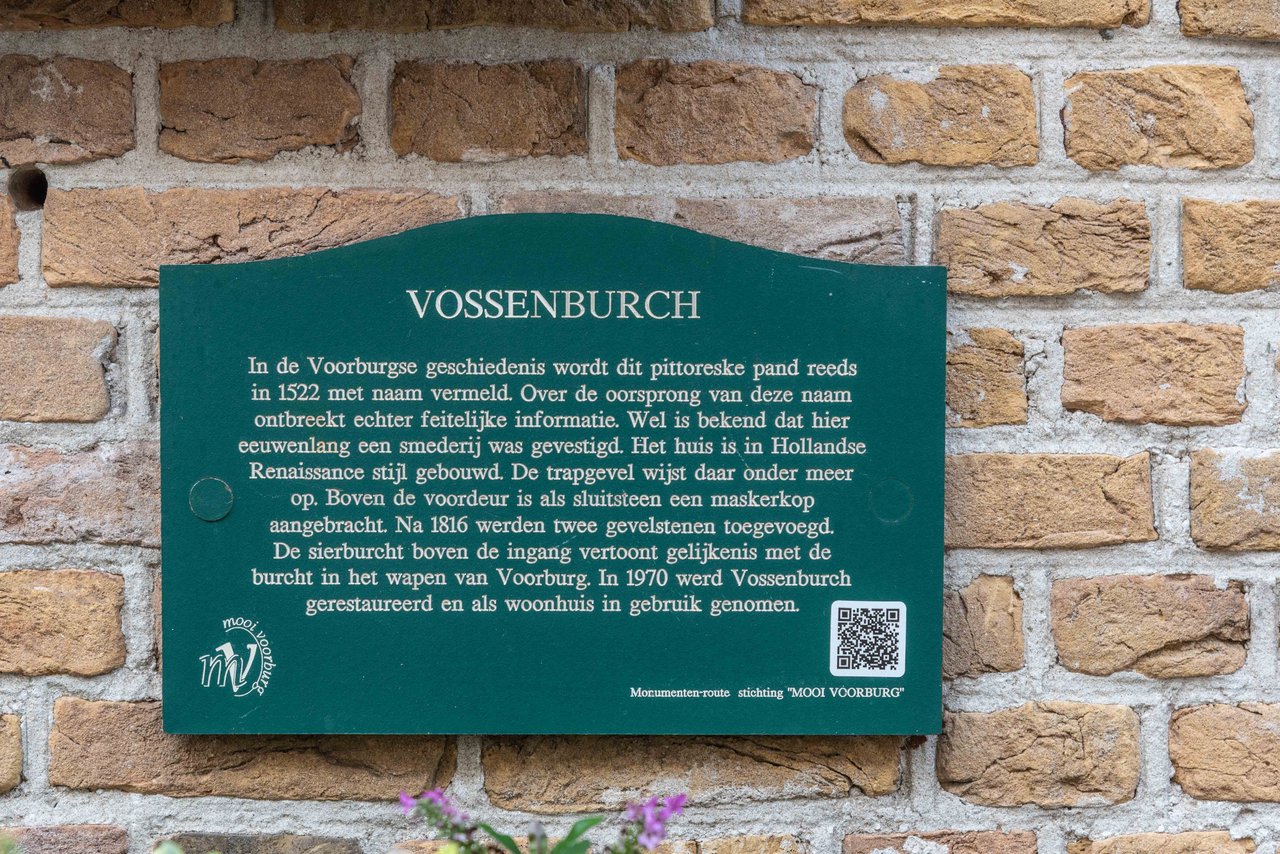 VOSSENBURCH
In de Voorburgse geschiedenis wordt dit pittoreske pand reeds
in 1522 met naam vermeld. Over de oorsprong van deze naam
ontbreekt echter feitelijke informatie. Wel is bekend dat hier
eeuwenlang een smederij was gevestigd. Het huis is in Hollandse
Renaissance stijl gebouwd. De trapgevel wijst daar onder meer
op. Boven de voordeur is als sluitsteen een maskerkop
aangebracht. Na 1816 werden twee gevelstenen toegevoegd.
De sierburcht boven de ingang vertoont gelijkenis met de
burcht in het wapen van Voorburg. In 1970 werd Vossenburch
gerestaureerd en als woonhuis in gebruik genomen.
mooi voorburg
mv
Monumenten-route stichting "MOOI VOORBURG"